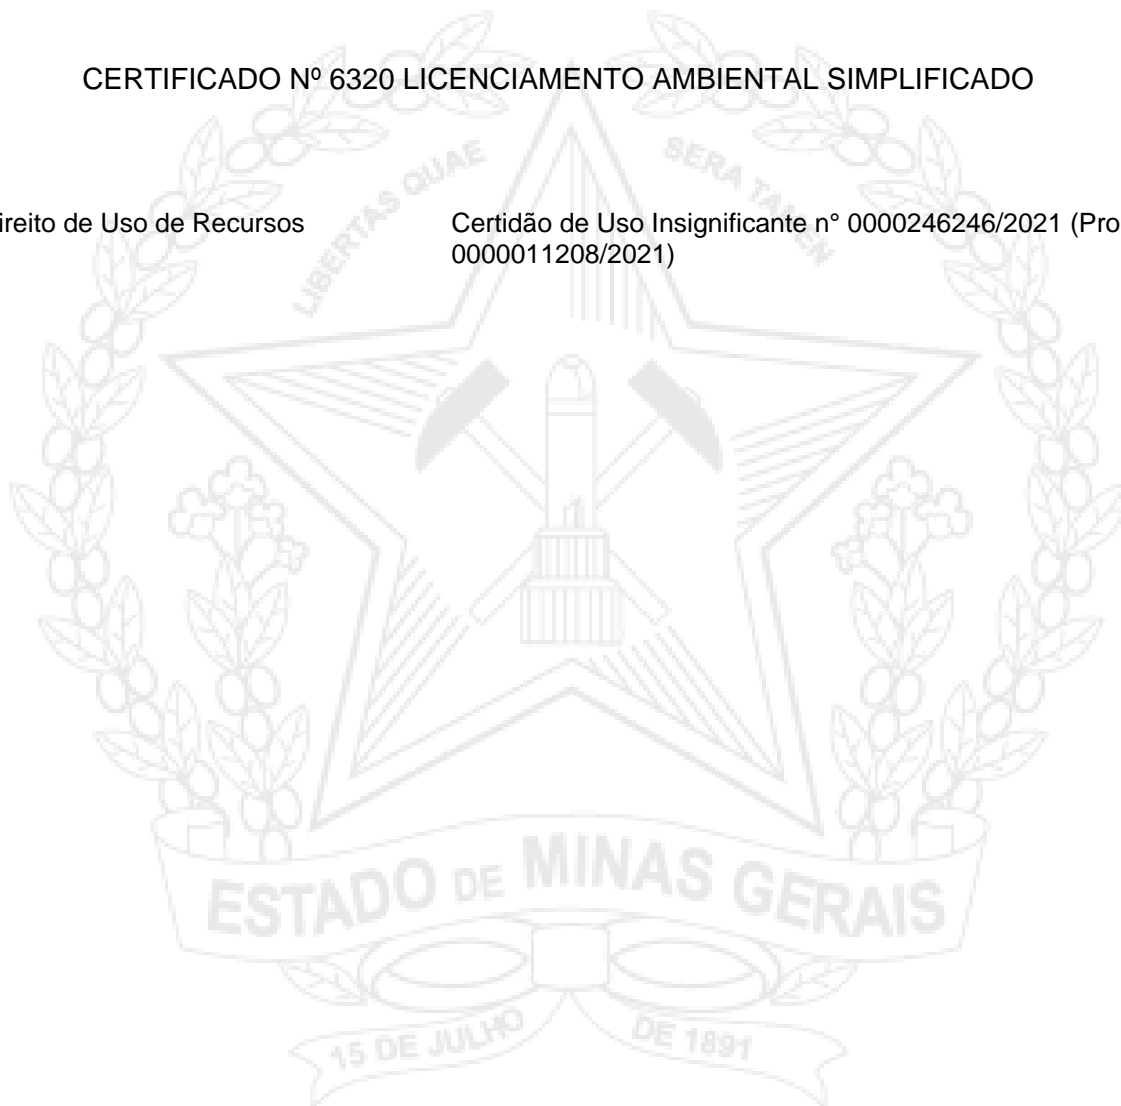 CERTIFICADO Nº 6320 LICENCIAMENTO AMBIENTAL SIMPLIFICADO
LIBERTAS QUAE SERA TAMEN
ireito de Uso de Recursos Certidão de Uso Insignificante n° 0000246246/2021 (Pro
0000011208/2021)
ESTADO DE MINAS GERAIS
15 DE JULHO DE 1891